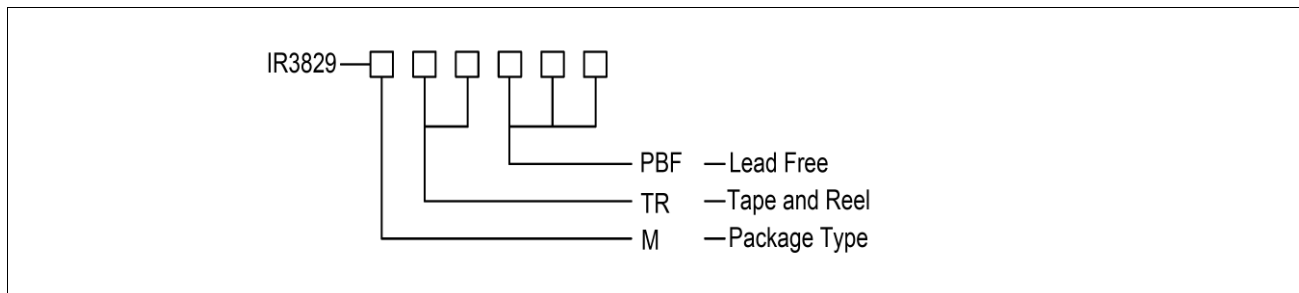 IR3829
PBF — Lead Free
TR — Tape and Reel
M — Package Type